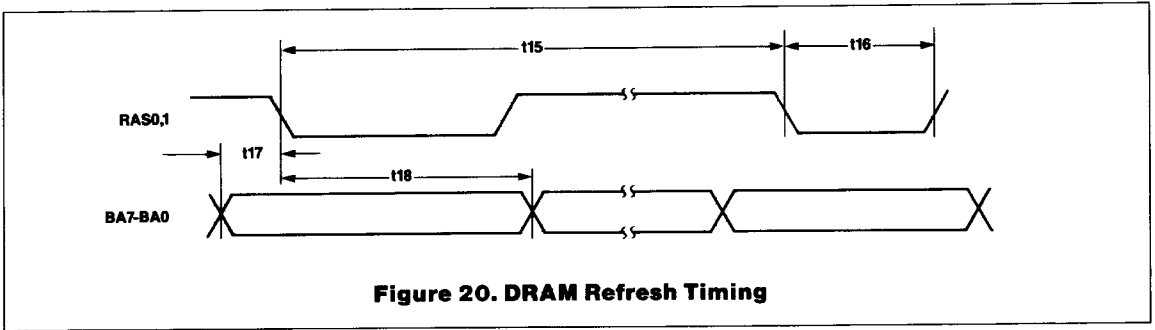 t15
t16
RAS0,1
t17
t18
BA7-BA0
Figure 20. DRAM Refresh Timing